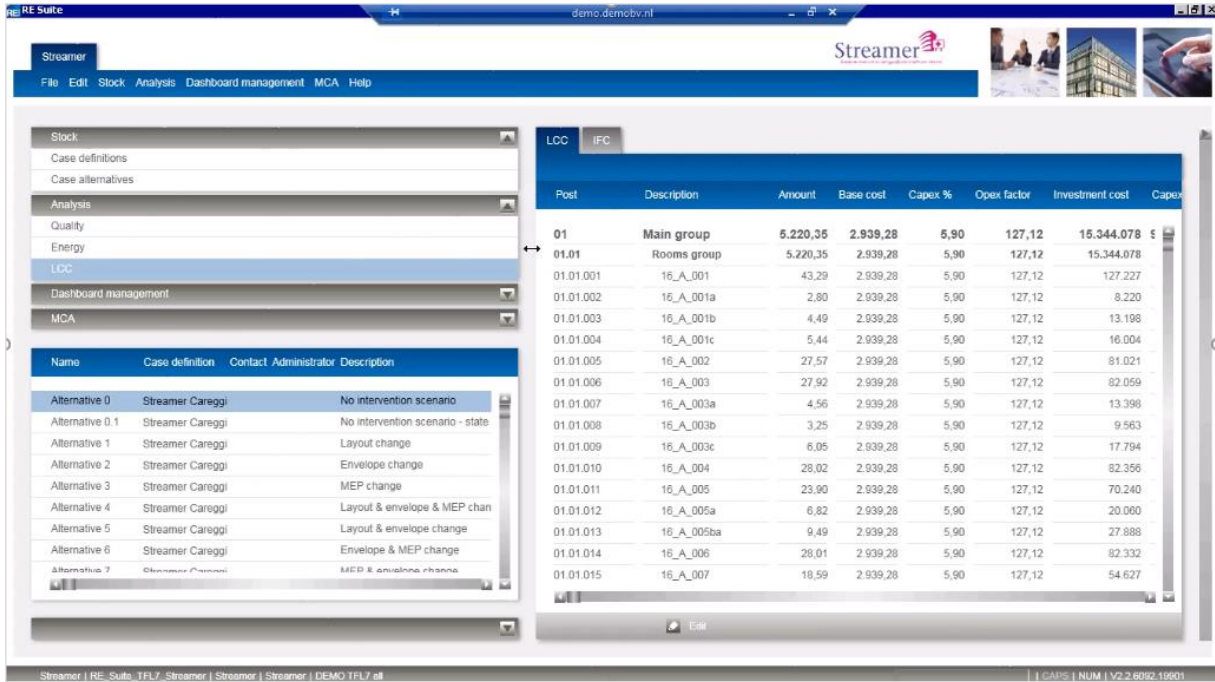 RE RE Suite
demo.demobv.nl
Streamer
Streamer
File Edit Stock Analysis Dashboard management MCA Help
Stock
Case definitions
Case alternatives
Analysis
Quality
Energy
LCC
Dashboard management
MCA
Name Case definition Contact Administrator Description
Alternative 0 Streamer Careggi No intervention scenario
Alternative 0.1 Streamer Careggi No intervention scenario - state
Alternative 1 Streamer Careggi Layout change
Alternative 2 Streamer Careggi Envelope change
Alternative 3 Streamer Careggi MEP change
Alternative 4 Streamer Careggi Layout & envelope & MEP chan
Alternative 5 Streamer Careggi Layout & envelope change
Alternative 6 Streamer Careggi Envelope & MEP change
Alternative 7 Streamer Careggi MEP & envelope change
LCC IFC
Post Description Amount Base cost Capex % Opex factor Investment cost Capex
01 Main group 5.220,35 2.939,28 5,90 127,12 15.344.078
01.01 Rooms group 5.220,35 2.939,28 5,90 127,12 15.344.078
01.01.001 16_A_001 43,29 2.939,28 5,90 127,12 127.227
01.01.002 16_A_001a 2,80 2.939,28 5,90 127,12 8.220
01.01.003 16_A_001b 4,49 2.939,28 5,90 127,12 13.198
01.01.004 16_A_001c 5,44 2.939,28 5,90 127,12 16.004
01.01.005 16_A_002 27,57 2.939,28 5,90 127,12 81.021
01.01.006 16_A_003 27,92 2.939,28 5,90 127,12 82.059
01.01.007 16_A_003a 4,56 2.939,28 5,90 127,12 13.398
01.01.008 16_A_003b 3,25 2.939,28 5,90 127,12 9.563
01.01.009 16_A_003c 6,05 2.939,28 5,90 127,12 17.794
01.01.010 16_A_004 28,02 2.939,28 5,90 127,12 82.356
01.01.011 16_A_005 23,90 2.939,28 5,90 127,12 70.240
01.01.012 16_A_005a 6,82 2.939,28 5,90 127,12 20.060
01.01.013 16_A_005ba 9,49 2.939,28 5,90 127,12 27.888
01.01.014 16_A_006 28,01 2.939,28 5,90 127,12 82.332
01.01.015 16_A_007 18,59 2.939,28 5,90 127,12 54.627
Edit
Streamer | RE_Suite_TFL7_Streamer | Streamer | Streamer | DEMO TFL7 all
| CAPS | NUM | V2.2.6092.19901